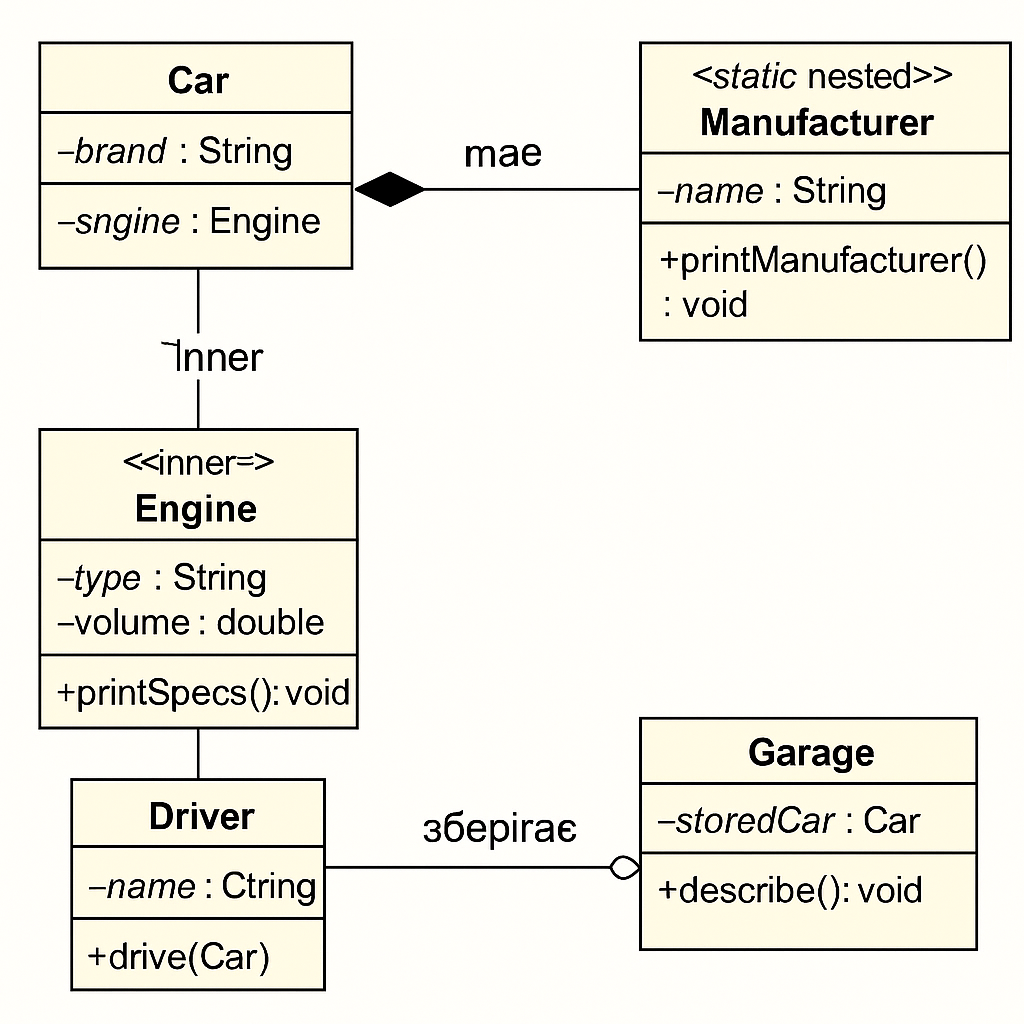 Car
–brand : String
–sngine : Engine
має
<static nested>>
Manufacturer
–name : String
+printManufacturer()
: void
Inner
<<inner=>
Engine
–type : String
–volume : double
+printSpecs(): void
Driver
–name : Ctring
+drive(Car)
зберігає
Garage
–storedCar : Car
+describe(): void